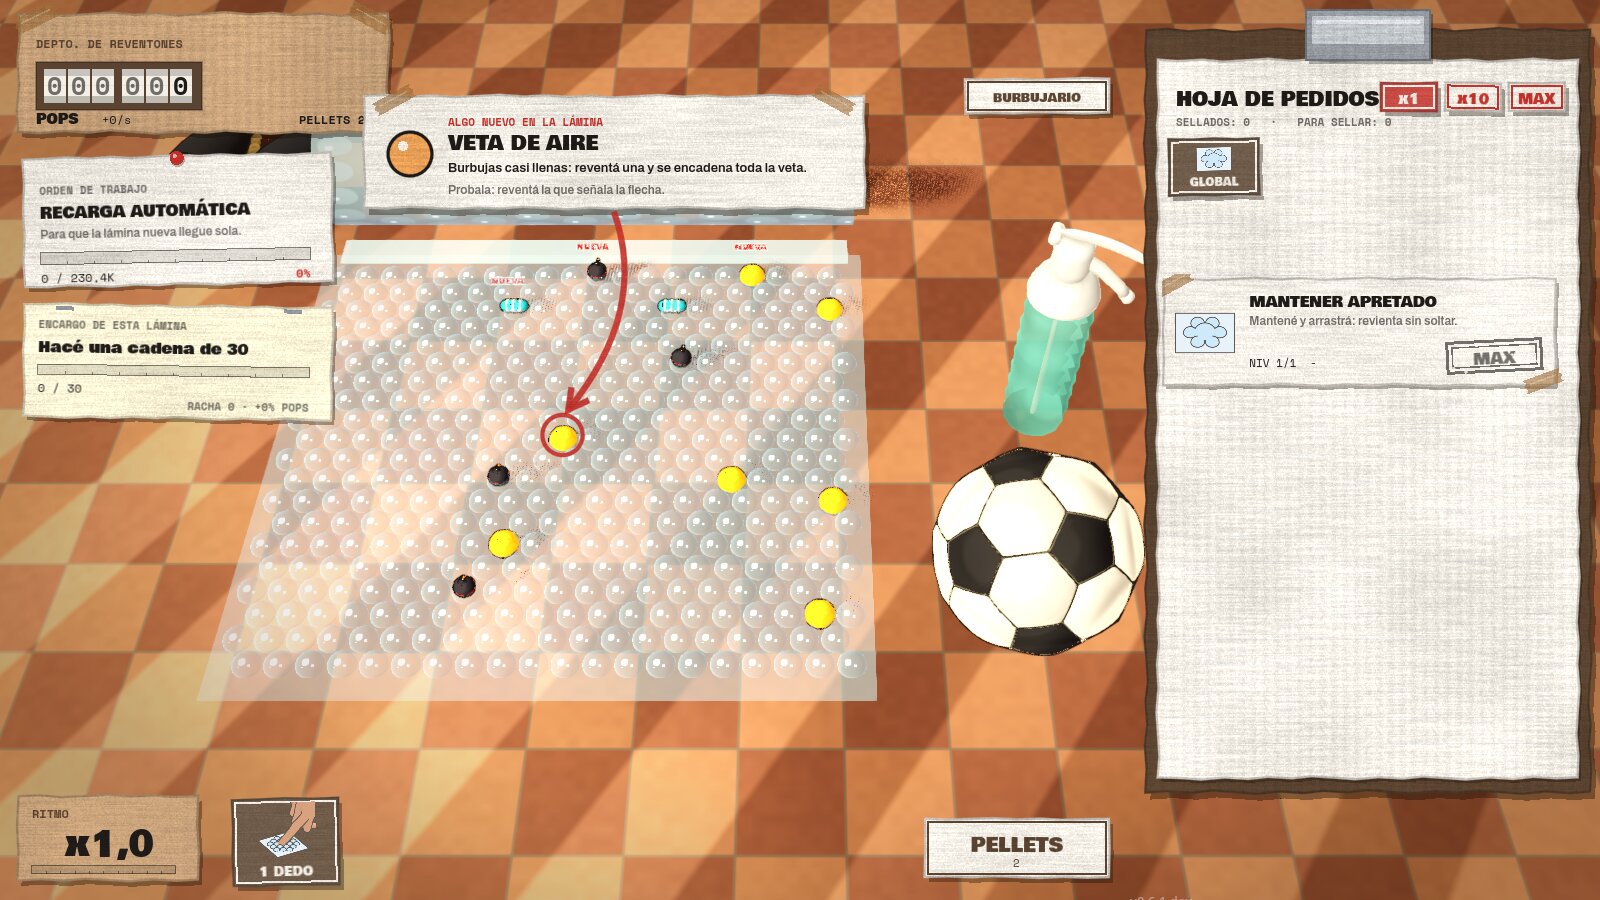 DEPTO. DE REVENTONES
000 000
POPS +0/s PELLETS 2
ALGO NUEVO EN LA LÁMINA
VETA DE AIRE
Burbujas casi llenas: reventá una y se encadena toda la veta.
Probala: reventá la que señala la flecha.
ORDEN DE TRABAJO
RECARGA AUTOMÁTICA
Para que la lámina nueva llegue sola.
0 / 230.4K 0%
ENCARGO DE ESTA LÁMINA
Hacé una cadena de 30
0 / 30
RACHA 0 · +0% POPS
NUEVA
NUEVA
BURBUJARIO
HOJA DE PEDIDOS x1 x10 MAX
SELLADOS: 0 · PARA SELLAR: 0
GLOBAL
MANTENER APRETADO
Mantené y arrastrá: revienta sin soltar.
NIV 1/1 -
MAX
RITMO
x1,0
1 DEDO
PELLETS
2